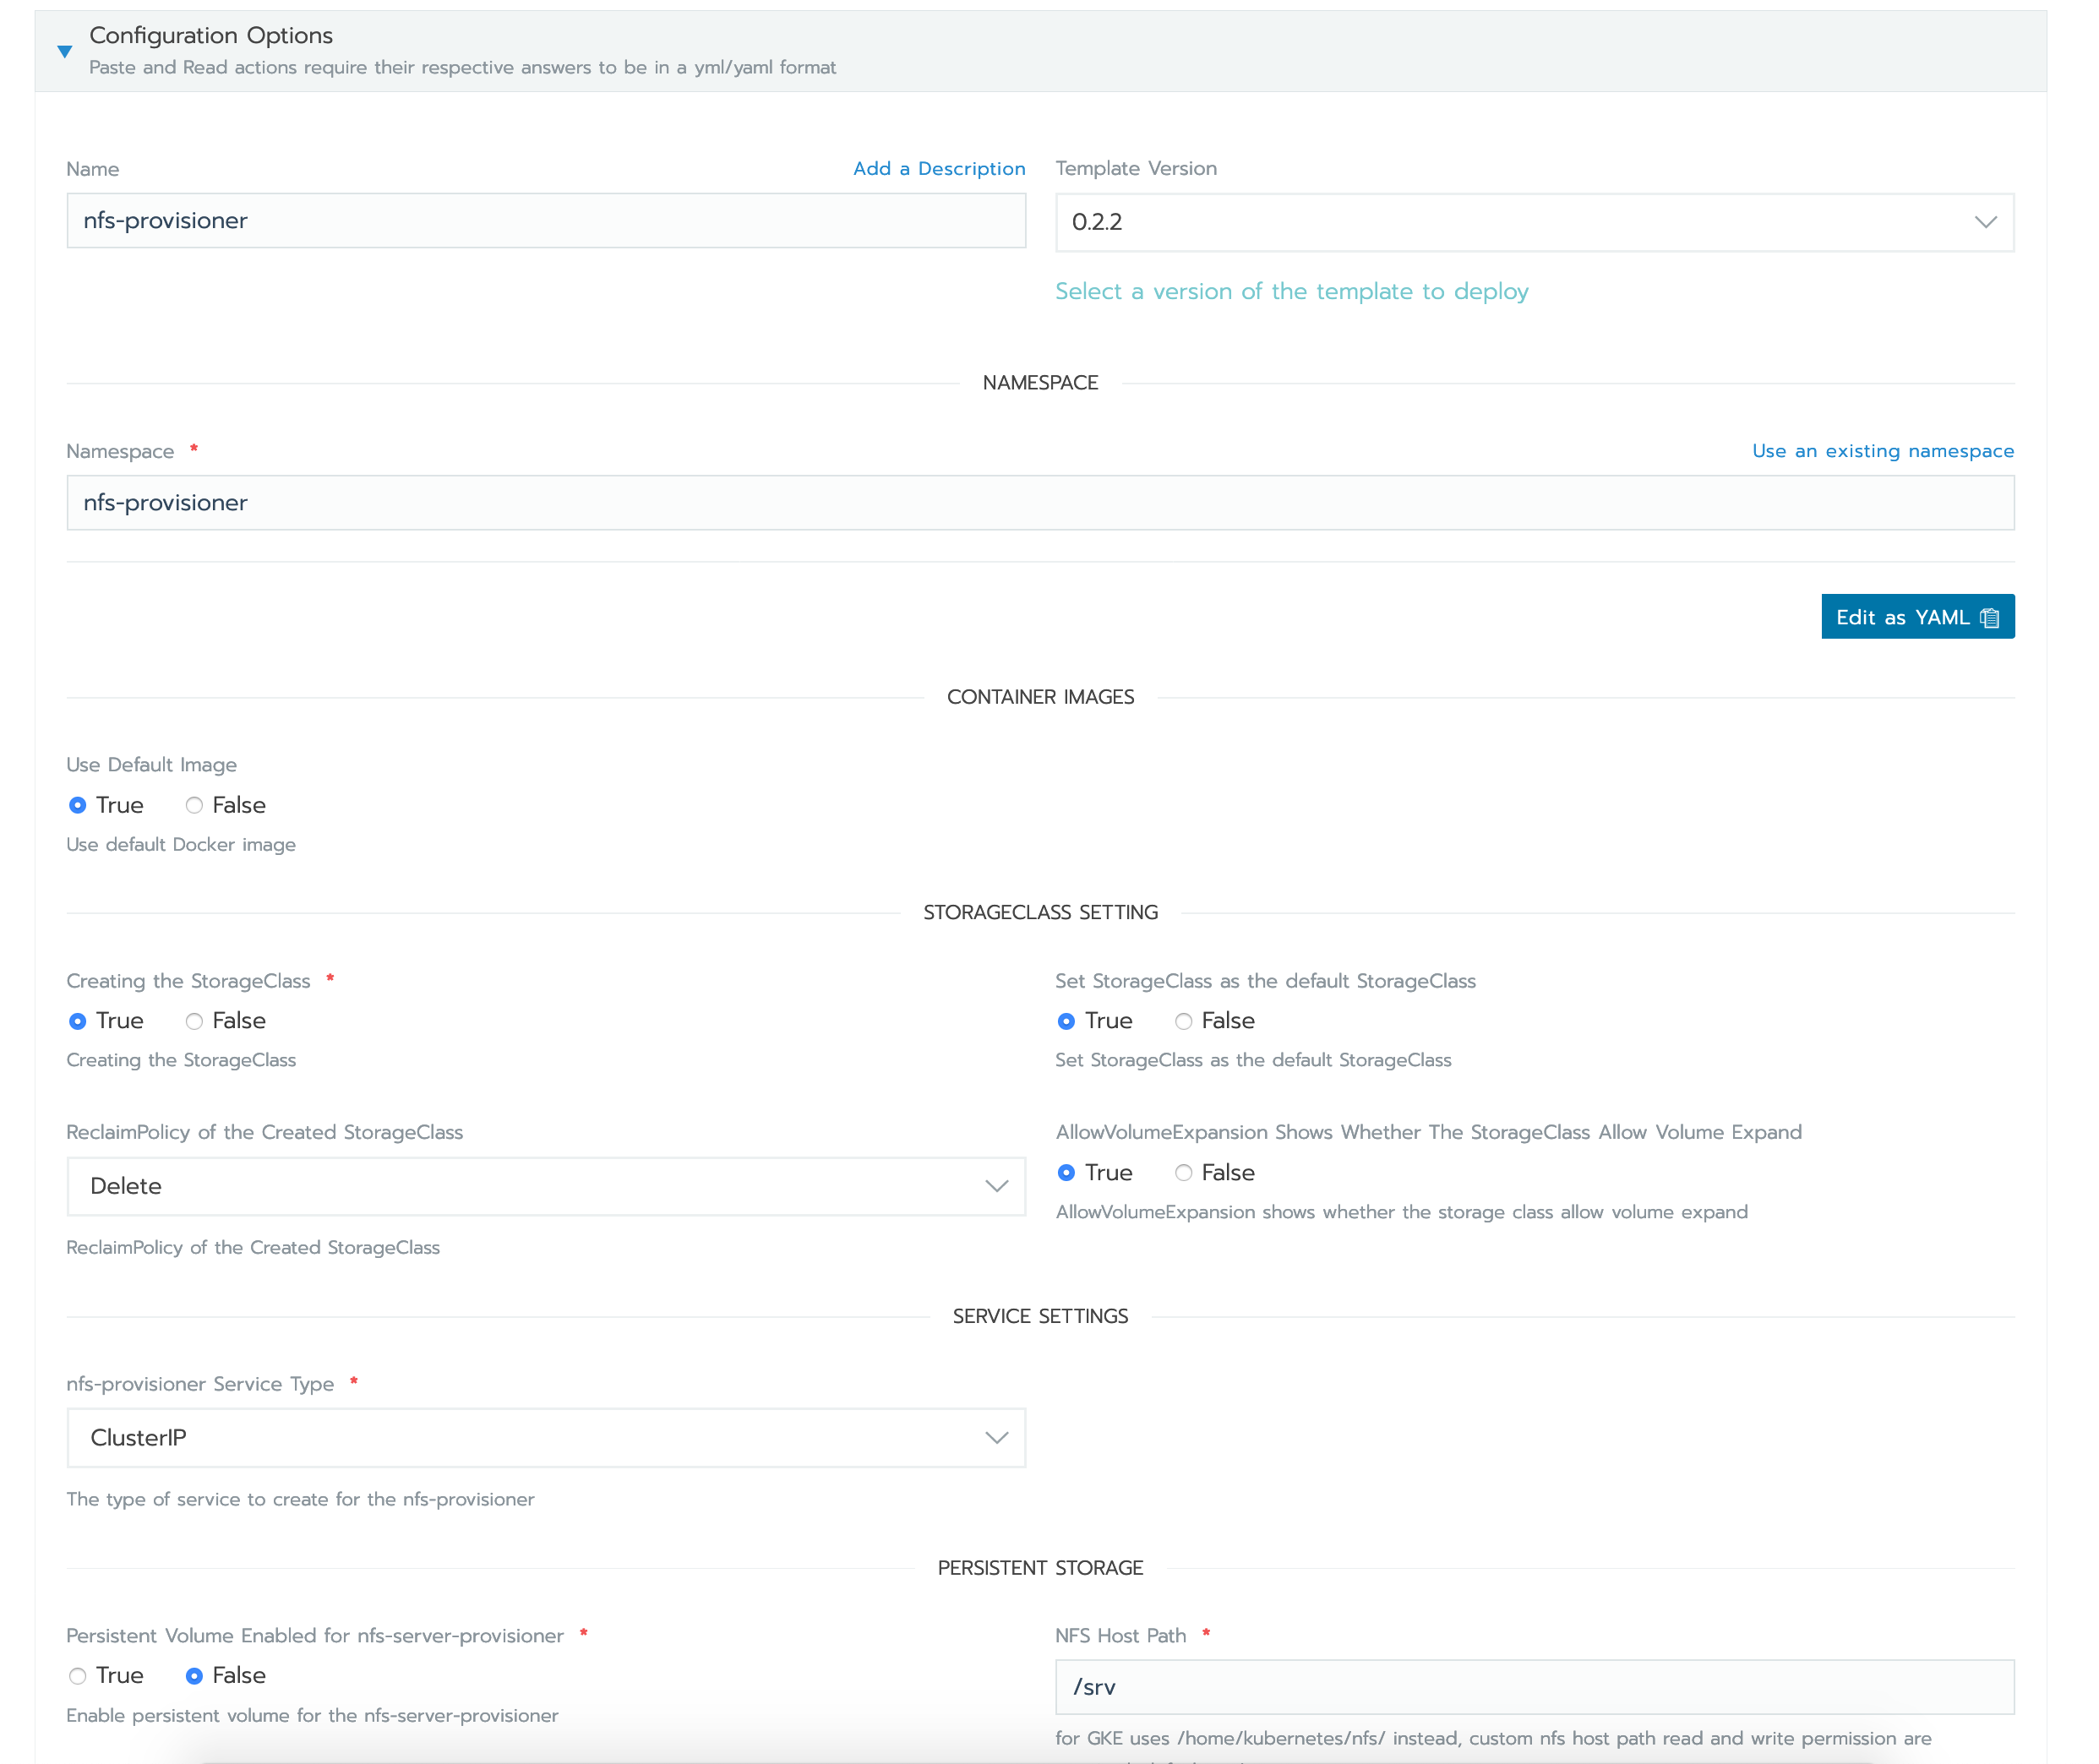 Configuration Options
Paste and Read actions require their respective answers to be in a yml/yaml format
Name
Add a Description
nfs-provisioner
Template Version
0.2.2
Select a version of the template to deploy
NAMESPACE
Namespace *
Use an existing namespace
nfs-provisioner
Edit as YAML
CONTAINER IMAGES
Use Default Image
True False
Use default Docker image
STORAGECLASS SETTING
Creating the StorageClass *
True False
Creating the StorageClass
Set StorageClass as the default StorageClass
True False
Set StorageClass as the default StorageClass
ReclaimPolicy of the Created StorageClass
Delete
ReclaimPolicy of the Created StorageClass
AllowVolumeExpansion Shows Whether The StorageClass Allow Volume Expand
True False
AllowVolumeExpansion shows whether the storage class allow volume expand
SERVICE SETTINGS
nfs-provisioner Service Type *
ClusterIP
The type of service to create for the nfs-provisioner
PERSISTENT STORAGE
Persistent Volume Enabled for nfs-server-provisioner *
True False
Enable persistent volume for the nfs-server-provisioner
NFS Host Path *
/srv
for GKE uses /home/kubernetes/nfs/ instead, custom nfs host path read and write permission are